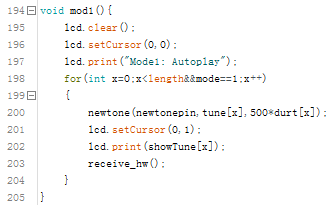 194 void mod1(){
195 lcd.clear();
196 lcd.setCursor(0,0);
197 lcd.print("Mode1: Autoplay");
198 for(int x=0;x<length&&mode==1;x++)
199 {
200 newtone(newtonepin,tune[x],500*durt[x]);
201 lcd.setCursor(0,1);
202 lcd.print(showTune[x]);
203 receive_hw();
204 }
205 }